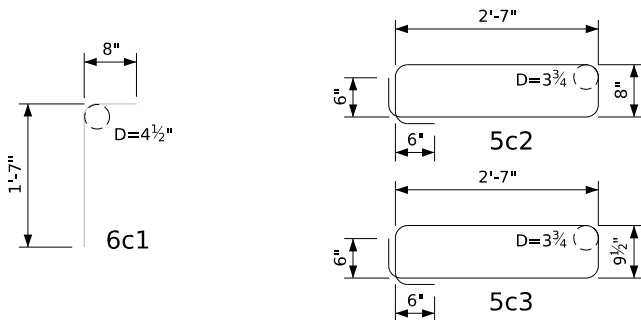 8"
1'-7"
D=4½"
6c1
2'-7"
6"
D=3¾
8"
6"
5c2
2'-7"
6"
D=3¾
9½"
6"
5c3